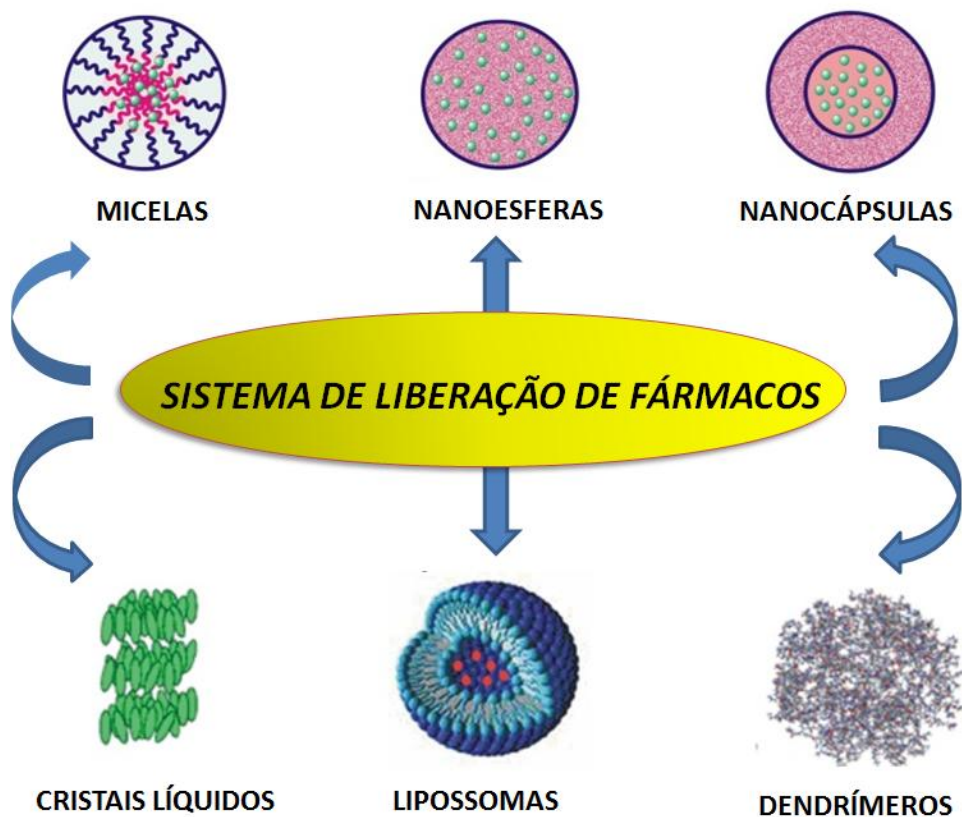 MICELAS
NANOESFERAS
NANOCÁPSULAS
SISTEMA DE LIBERAÇÃO DE FÁRMACOS
CRISTAIS LÍQUIDOS
LIPOSSOMAS
DENDRÍMEROS